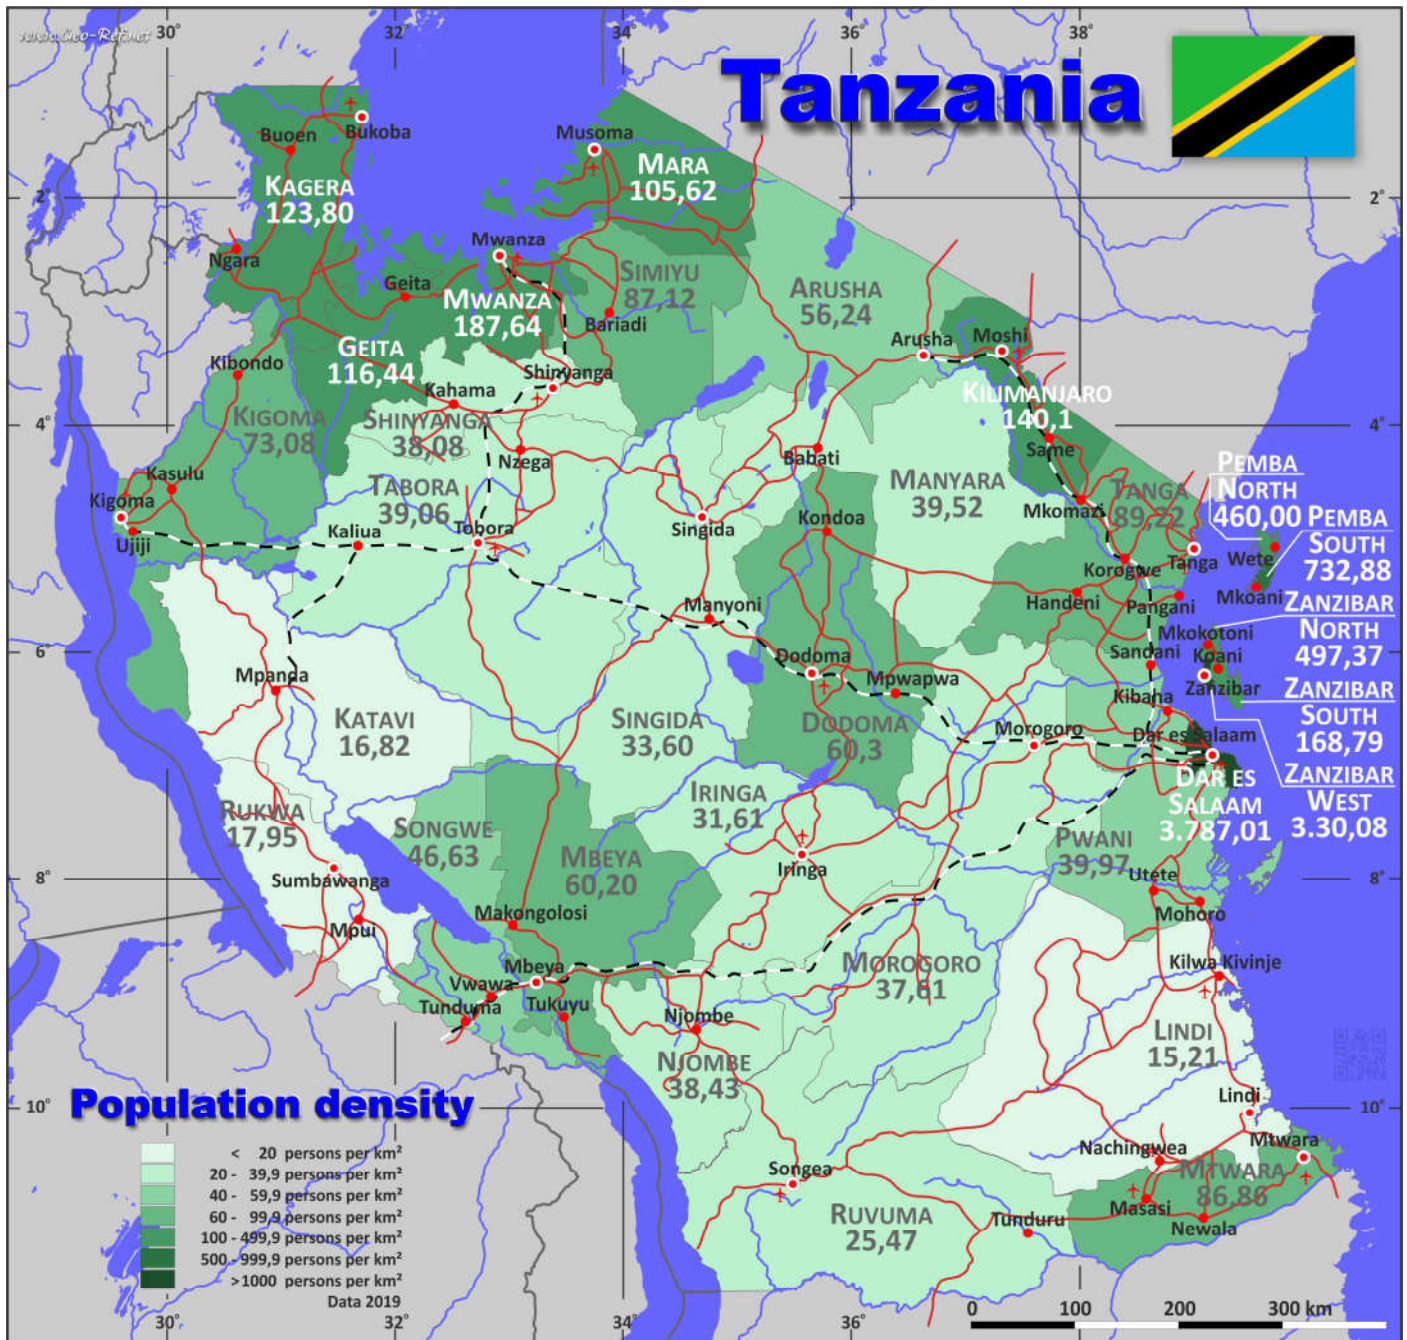 www.Geo-Ref.net
30°
32°
34°
36°
38°
Tanzania
Buoen
Bukoba
Musoma
MARA
105,62
KAGERA
123,80
2°
2°
Ngara
Mwanza
SIMIYU
87,12
Geita
MWANZA
187,64
Bariadi
ARUSHA
56,24
Arusha
Moshi
GEITA
116,44
Kibondo
Shinyanga
Kahama
KILIMANJARO
140,1
KIGOMA
73,08
SHINYANGA
38,08
4°
4°
Same
Nzega
Babati
Kasulu
MANYARA
39,52
PEMBA
NORTH
460,00
TABORA
39,06
TANGA
89,22
Mkomazi
Kigoma
Ujiji
Kaliua
Tobora
Singida
Kondoa
PEMBA
SOUTH
732,88
Wete
Tanga
Korogwe
Mkoani
Manyoni
Handeni
Pangani
ZANZIBAR
NORTH
497,37
Mkokotoni
Koani
Sandani
6°
6°
Mpanda
Dodoma
Mpwapwa
Zanzibar
Kibaha
ZANZIBAR
SOUTH
168,79
KATAVI
16,82
SINGIDA
33,60
DODOMA
60,3
Morogoro
Dar es Salaam
ZANZIBAR
WEST
3.30,08
DAR ES
SALAAM
3.787,01
RUKWA
17,95
SONGWE
46,63
IRINGA
31,61
MBEYA
60,20
PWANI
39,97
Iringa
8°
8°
Sumbawanga
Utete
Mohoro
Mpui
Makongolosi
Mbeya
Vwawa
Tunduma
Tukuyu
MOROGORO
37,61
Kilwa Kivinje
Njombe
NJOMBE
38,43
LINDI
15,21
Lindi
Population density
10°
10°
< 20 persons per km²
20 - 39,9 persons per km²
40 - 59,9 persons per km²
60 - 99,9 persons per km²
100 - 499,9 persons per km²
500 - 999,9 persons per km²
>1000 persons per km²
Data 2019
Nachingwea
Mtwara
MTWARA
86,86
Songea
Masasi
Newala
RUVUMA
25,47
Tunduru
0
100
200
300 km
30°
32°
34°
36°